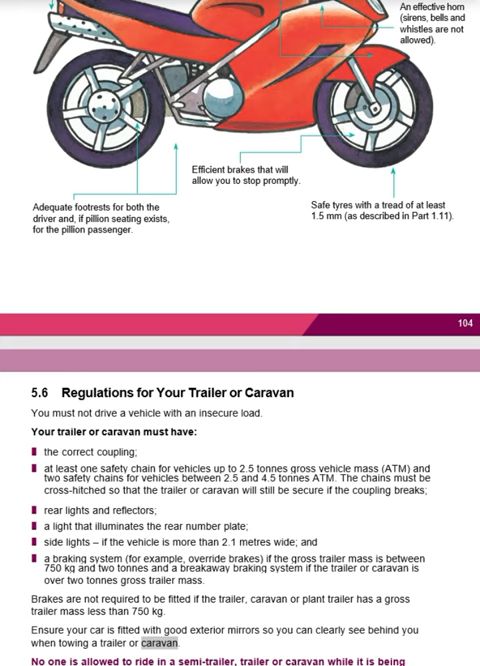 An effective horn
(sirens, bells and
whistles are not
allowed).
Efficient brakes that will
allow you to stop promptly.
Adequate footrests for both the
driver and, if pillion seating exists,
for the pillion passenger.
Safe tyres with a tread of at least
1.5 mm (as described in Part 1.11).
104
5.6 Regulations for Your Trailer or Caravan
You must not drive a vehicle with an insecure load.
Your trailer or caravan must have:
the correct coupling;
at least one safety chain for vehicles up to 2.5 tonnes gross vehicle mass (ATM) and
two safety chains for vehicles between 2.5 and 4.5 tonnes ATM. The chains must be
cross-hitched so that the trailer or caravan will still be secure if the coupling breaks;
rear lights and reflectors;
a light that illuminates the rear number plate;
side lights – if the vehicle is more than 2.1 metres wide; and
a braking system (for example, override brakes) if the gross trailer mass is between
750 kg and two tonnes and a breakaway braking system if the trailer or caravan is
over two tonnes gross trailer mass.
Brakes are not required to be fitted if the trailer, caravan or plant trailer has a gross
trailer mass less than 750 kg.
Ensure your car is fitted with good exterior mirrors so you can clearly see behind you
when towing a trailer or caravan.
No one is allowed to ride in a semi-trailer, trailer or caravan while it is being